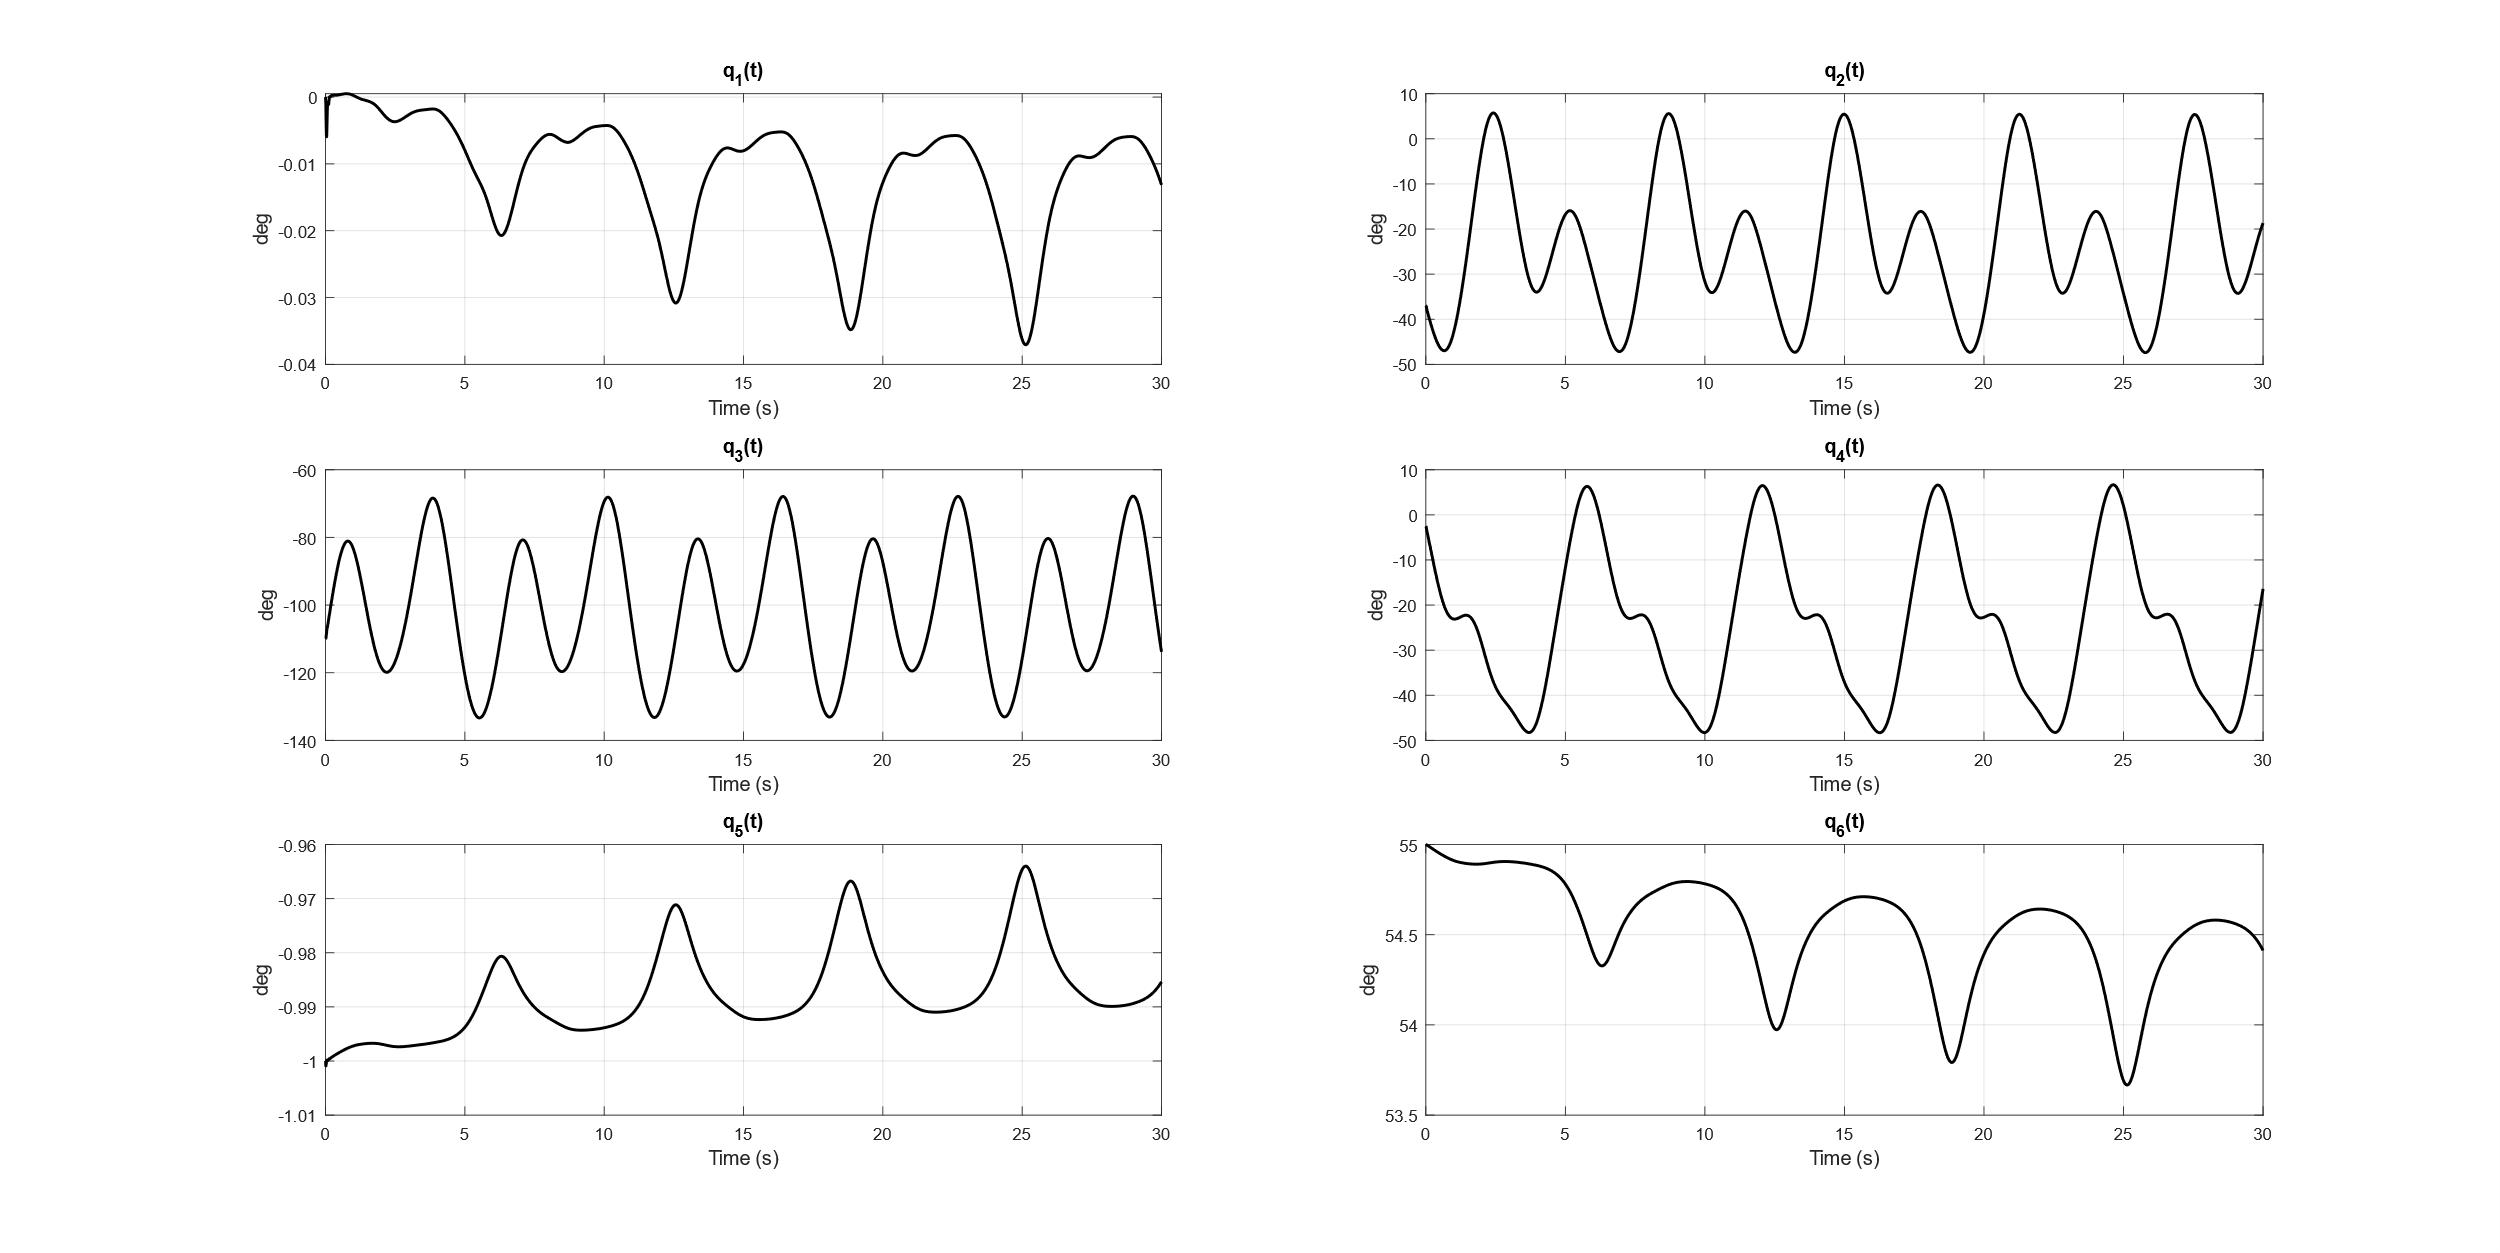 q1(t)
0
-0.01
-0.02
-0.03
-0.04
deg
0 5 10 15 20 25 30
Time (s)
q2(t)
10
0
-10
-20
-30
-40
-50
deg
0 5 10 15 20 25 30
Time (s)
q3(t)
-60
-80
-100
-120
-140
deg
0 5 10 15 20 25 30
Time (s)
q4(t)
10
0
-10
-20
-30
-40
-50
deg
0 5 10 15 20 25 30
Time (s)
q5(t)
-0.96
-0.97
-0.98
-0.99
-1
-1.01
deg
0 5 10 15 20 25 30
Time (s)
q6(t)
55
54.5
54
53.5
deg
0 5 10 15 20 25 30
Time (s)